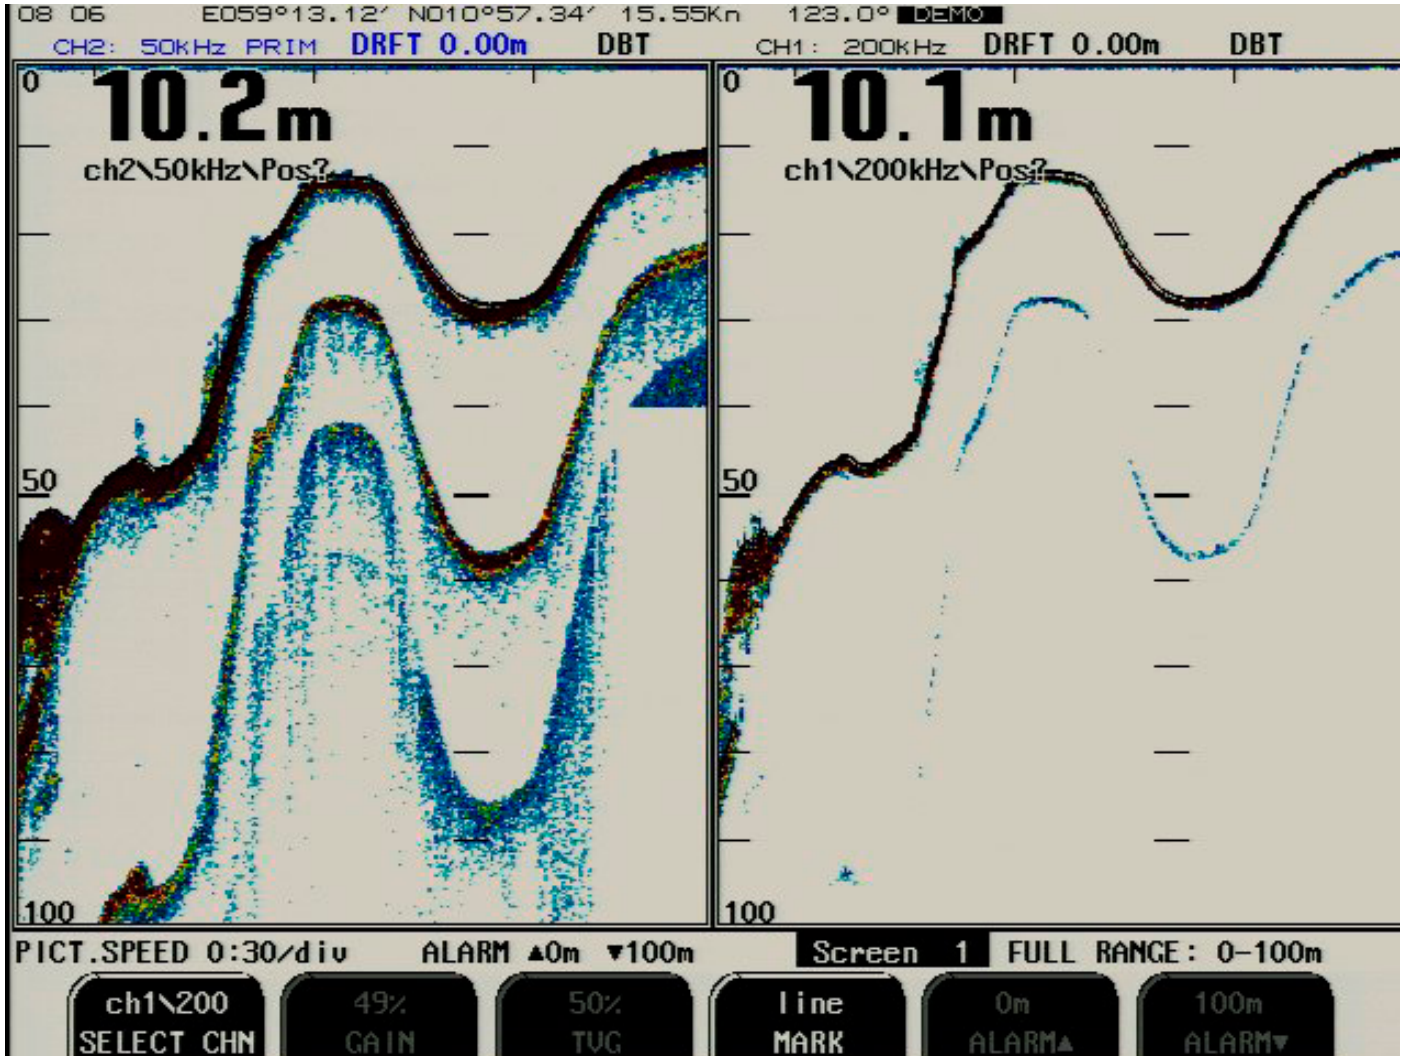 08 06 E059°13.12′ N010°57.34′ 15.55Kn 123.0° DEMO
CH2: 50kHz PRIM DRFT 0.00m DBT CH1: 200kHz DRFT 0.00m DBT
0 10.2m 0 10.1m
ch2\50kHz\Pos? ch1\200kHz\Pos?
50 50
100 100
PICT.SPEED 0:30/div ALARM ▲0m ▼100m Screen 1 FULL RANGE: 0-100m
ch1\200 49% 50% line 0m 100m
SELECT CHN GAIN TVG MARK ALARM▲ ALARM▼